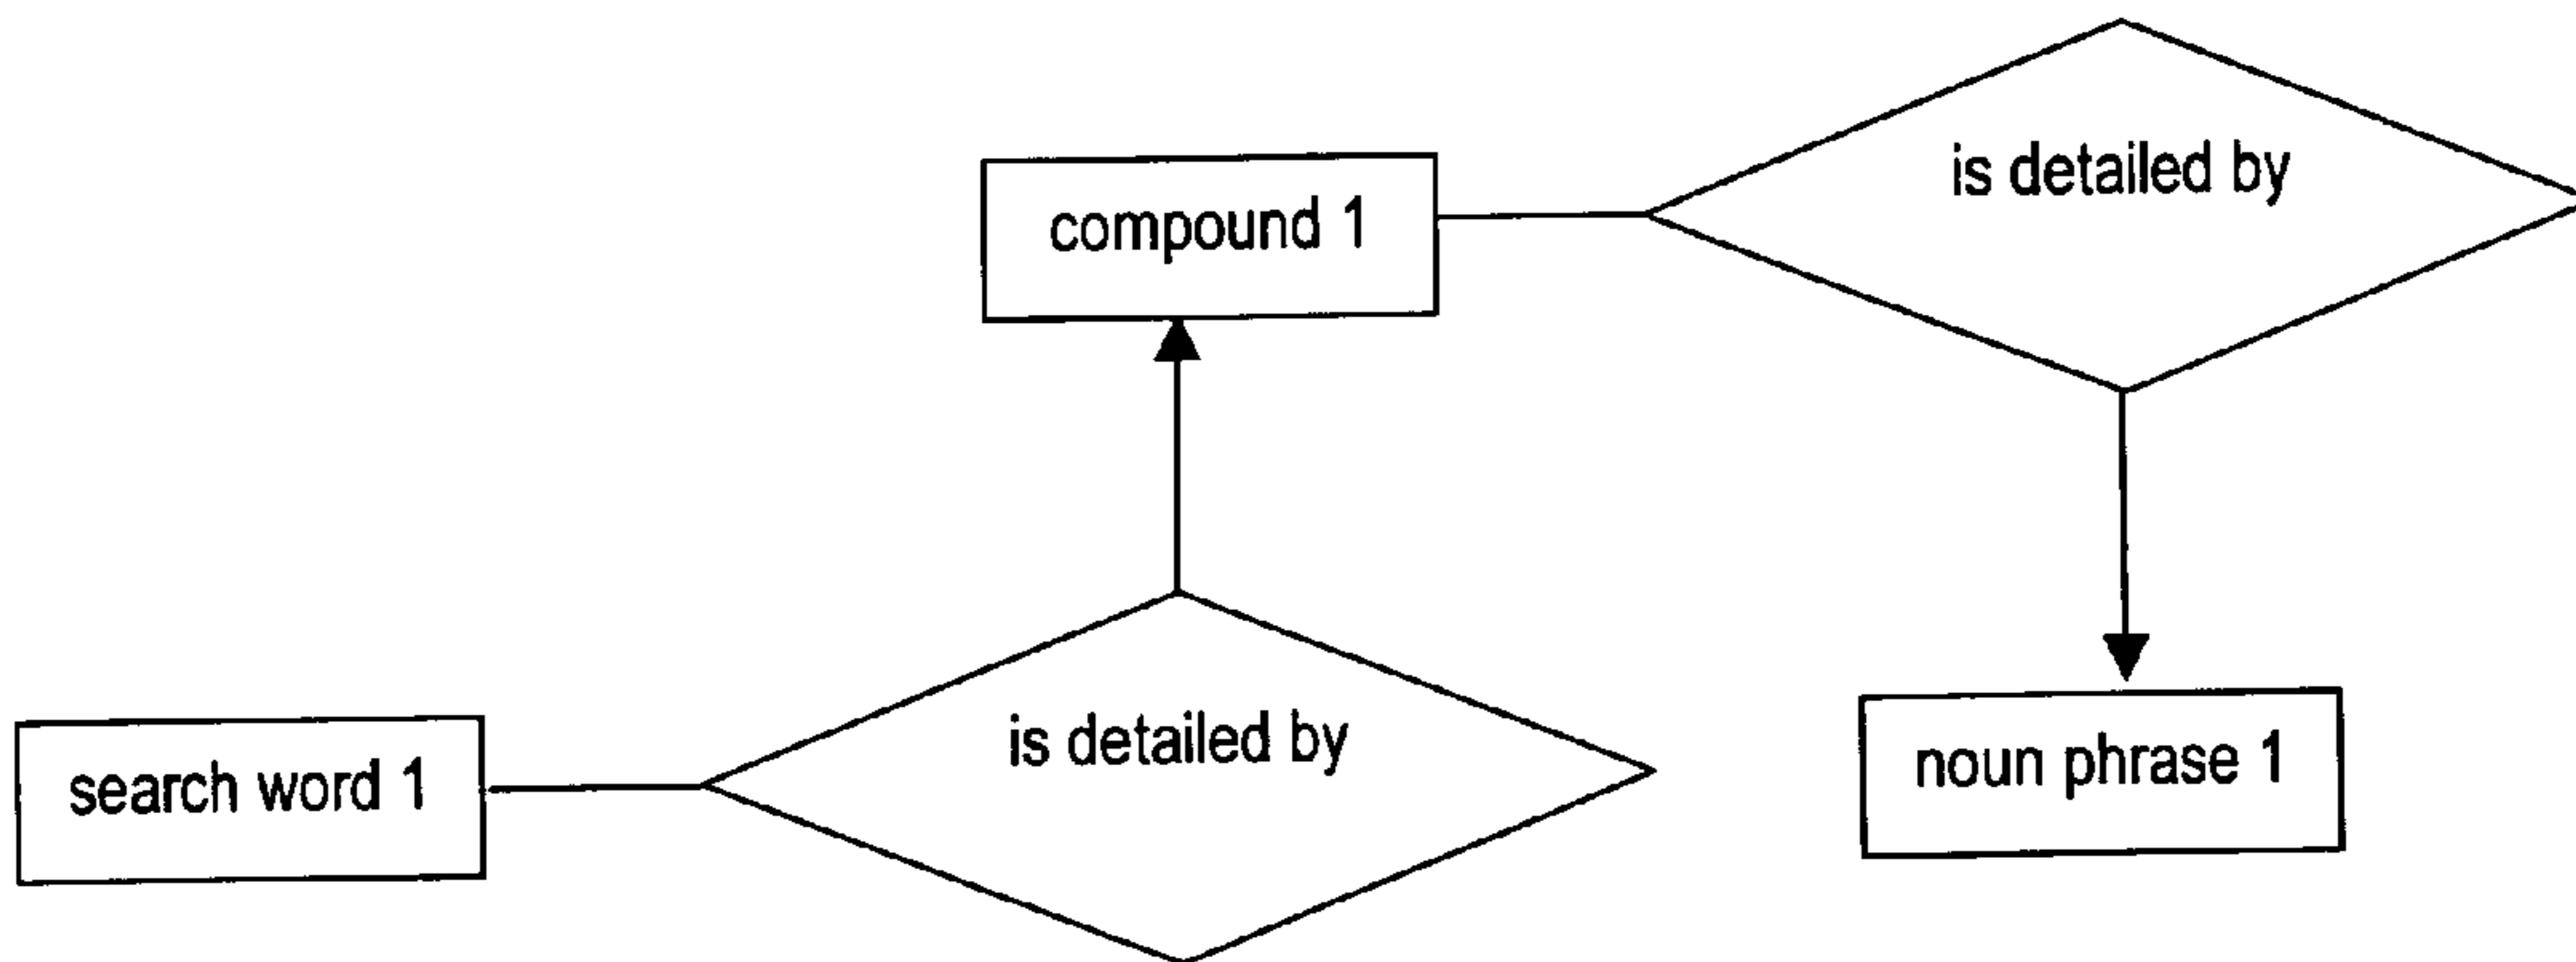 is detailed by
compound 1
is detailed by
search word 1
noun phrase 1